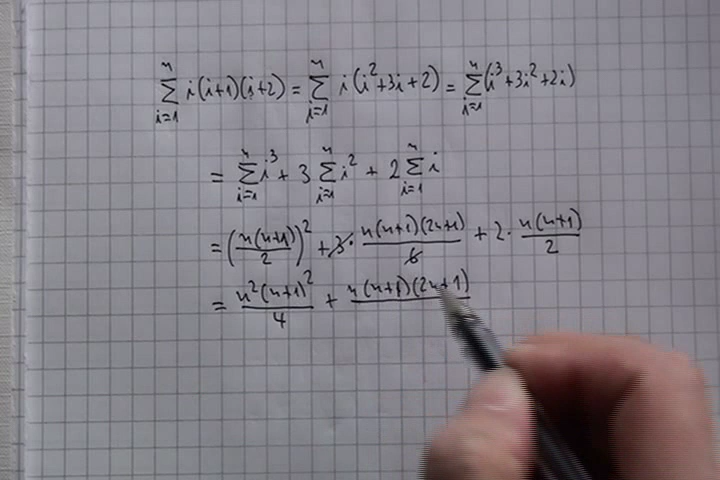 ∑_{i=1}^{n} i(i+1)(i+2) = ∑_{i=1}^{n} i(i²+3i+2) = ∑_{i=1}^{n} (i³+3i²+2i)
= ∑_{i=1}^{n} i³ + 3 ∑_{i=1}^{n} i² + 2 ∑_{i=1}^{n} i
= (n(n+1)/2)² + 3 · n(n+1)(2n+1)/6 + 2 · n(n+1)/2
= n²(n+1)²/4 + n(n+1)(2n+1)